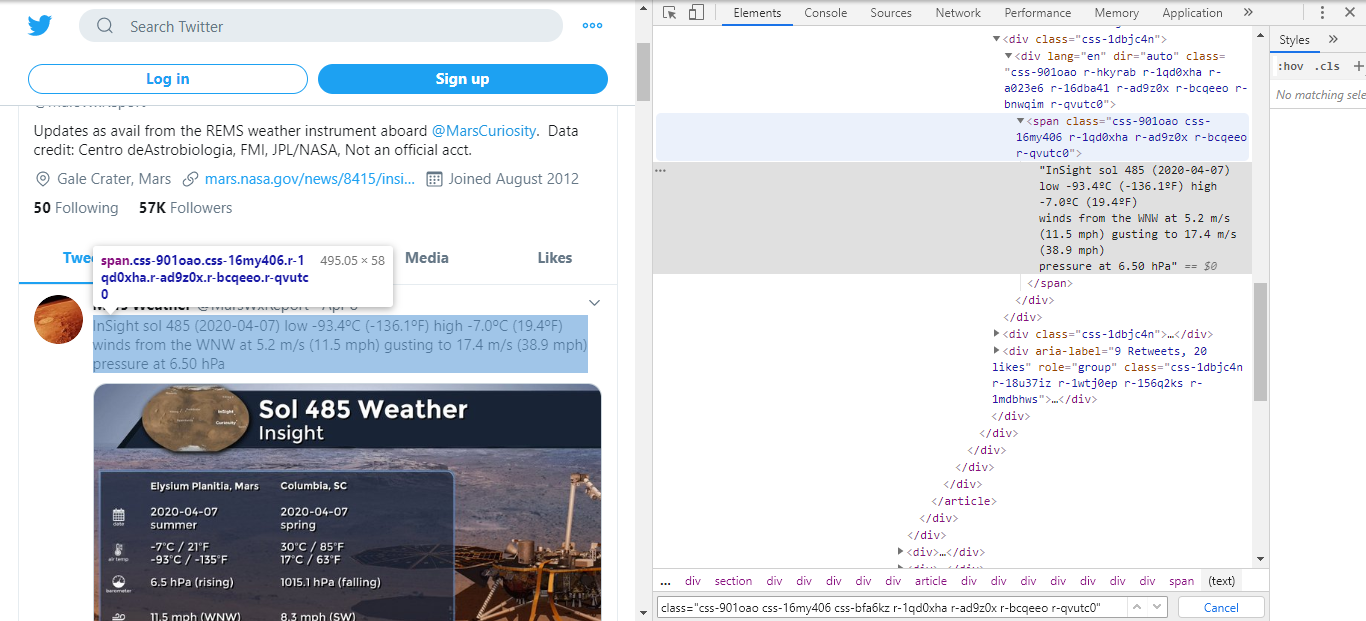 Search Twitter
Log in
Sign up
Updates as avail from the REMS weather instrument aboard @MarsCuriosity. Data
credit: Centro deAstrobiologia, FMI, JPL/NASA, Not an official acct.
Gale Crater, Mars mars.nasa.gov/news/8415/insi... Joined August 2012
50 Following 57K Followers
Media Likes
span.css-901oao.css-16my406.r-1 495.05 × 58
qd0xha.r-ad9z0x.r-bcqeeo.r-qvutc
0
InSight sol 485 (2020-04-07) low -93.4ºC (-136.1ºF) high -7.0ºC (19.4ºF)
winds from the WNW at 5.2 m/s (11.5 mph) gusting to 17.4 m/s (38.9 mph)
pressure at 6.50 hPa
Sol 485 Weather
Insight
InSight
Curiosity
Elysium Planitia, Mars Columbia, SC
date
2020-04-07 2020-04-07
summer spring
air temp
-7°C / 21°F 30°C / 85°F
-93°C / -135°F 17°C / 63°F
barometer
6.5 hPa (rising) 1015.1 hPa (falling)
11.5 mph (W) 8.3 mph (SW)
Elements Console Sources Network Performance Memory Application »
<div class="css-1dbjc4n">
<div lang="en" dir="auto" class=
"css-901oao r-hkyrab r-1qd0xha r-
a023e6 r-16dba41 r-ad9z0x r-bcqeeo r-
bnwqim r-qvutc0">
<span class="css-901oao css-
16my406 r-1qd0xha r-ad9z0x r-bcqeeo
r-qvutc0">
"InSight sol 485 (2020-04-07)
low -93.4ºC (-136.1ºF) high
-7.0ºC (19.4ºF)
winds from the WNW at 5.2 m/s
(11.5 mph) gusting to 17.4 m/s
(38.9 mph)
pressure at 6.50 hPa" == $0
</span>
</div>
</div>
<div class="css-1dbjc4n">…</div>
<div aria-label="9 Retweets, 20
likes" role="group" class="css-1dbjc4n
r-18u37iz r-1wtj0ep r-156q2ks r-
1mdbhws">…</div>
</div>
</div>
</div>
</div>
</div>
</article>
</div>
</div>
<div>…</div>
... div section div div div div div article div div div div div div div span (text)
class="css-901oao css-16my406 css-bfa6kz r-1qd0xha r-ad9z0x r-bcqeeo r-qvutc0"
Cancel
Styles »
:hov .cls +
No matching sele